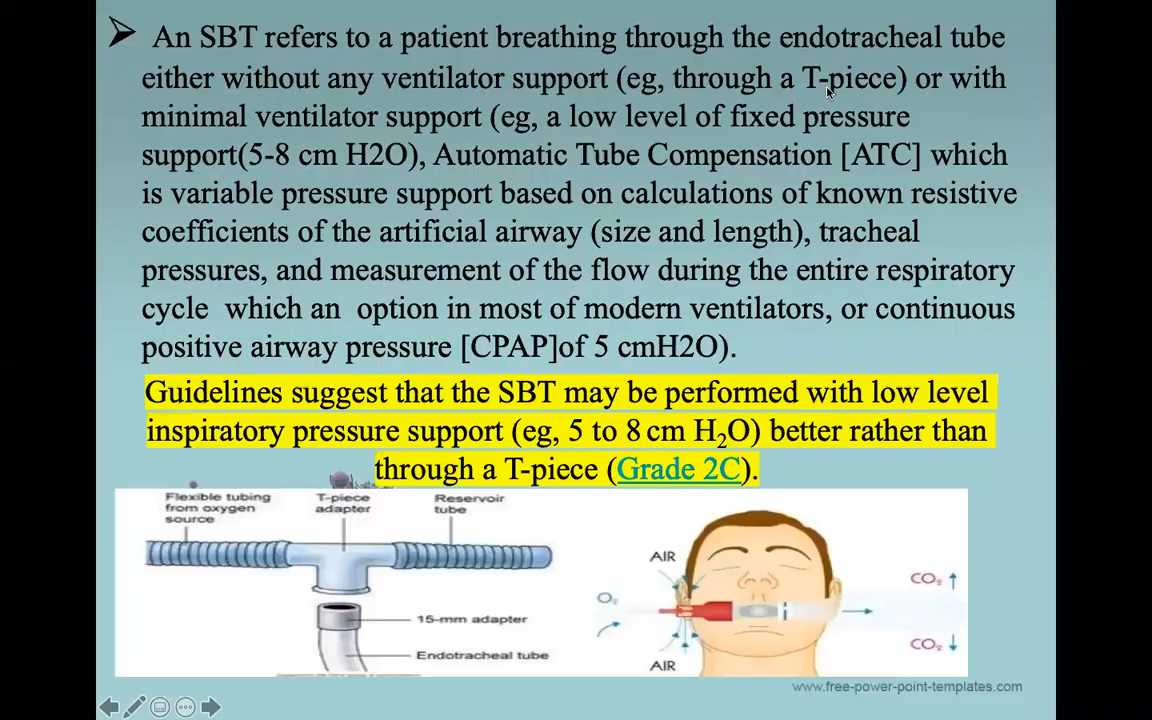 An SBT refers to a patient breathing through the endotracheal tube
either without any ventilator support (eg, through a T-piece) or with
minimal ventilator support (eg, a low level of fixed pressure
support(5-8 cm H2O), Automatic Tube Compensation [ATC] which
is variable pressure support based on calculations of known resistive
coefficients of the artificial airway (size and length), tracheal
pressures, and measurement of the flow during the entire respiratory
cycle which an option in most of modern ventilators, or continuous
positive airway pressure [CPAP]of 5 cmH2O).
Guidelines suggest that the SBT may be performed with low level
inspiratory pressure support (eg, 5 to 8 cm H₂O) better rather than
through a T-piece (Grade 2C).
Flexible tubing
from oxygen
source
T-piece
adapter
Reservoir
tube
15-mm adapter
Endotracheal tube
AIR
O₂
AIR
CO₂
CO₂
www.free-power-point-templates.com